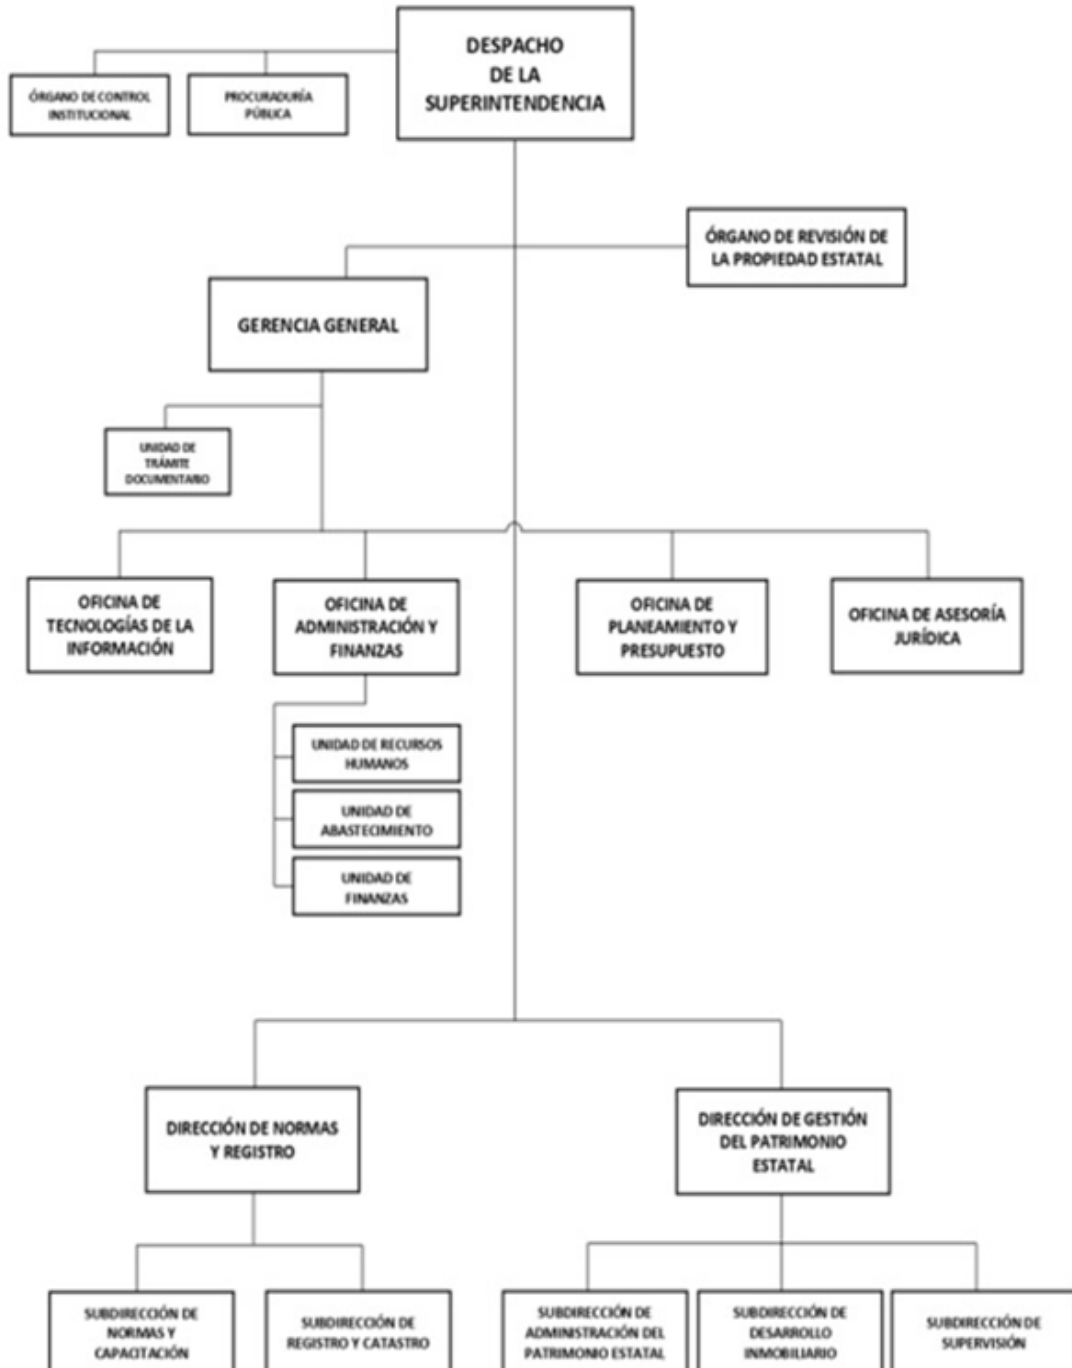 DESPACHO
DE LA
SUPERINTENDENCIA
ÓRGANO DE CONTROL
INSTITUCIONAL
PROCURADURÍA
PÚBLICA
ÓRGANO DE REVISIÓN DE
LA PROPIEDAD ESTATAL
GERENCIA GENERAL
UNIDAD DE
TRÁMITE
DOCUMENTARIO
OFICINA DE
TECNOLOGÍAS DE LA
INFORMACIÓN
OFICINA DE
ADMINISTRACIÓN Y
FINANZAS
OFICINA DE
PLANEAMIENTO Y
PRESUPUESTO
OFICINA DE ASESORÍA
JURÍDICA
UNIDAD DE RECURSOS
HUMANOS
UNIDAD DE
ABASTECIMIENTO
UNIDAD DE
FINANZAS
DIRECCIÓN DE NORMAS
Y REGISTRO
DIRECCIÓN DE GESTIÓN
DEL PATRIMONIO
ESTATAL
SUBDIRECCIÓN DE
NORMAS Y
CAPACITACIÓN
SUBDIRECCIÓN DE
REGISTRO Y CATASTRO
SUBDIRECCIÓN DE
ADMINISTRACIÓN DEL
PATRIMONIO ESTATAL
SUBDIRECCIÓN DE
DESARROLLO
INMOBILIARIO
SUBDIRECCIÓN DE
SUPERVISIÓN